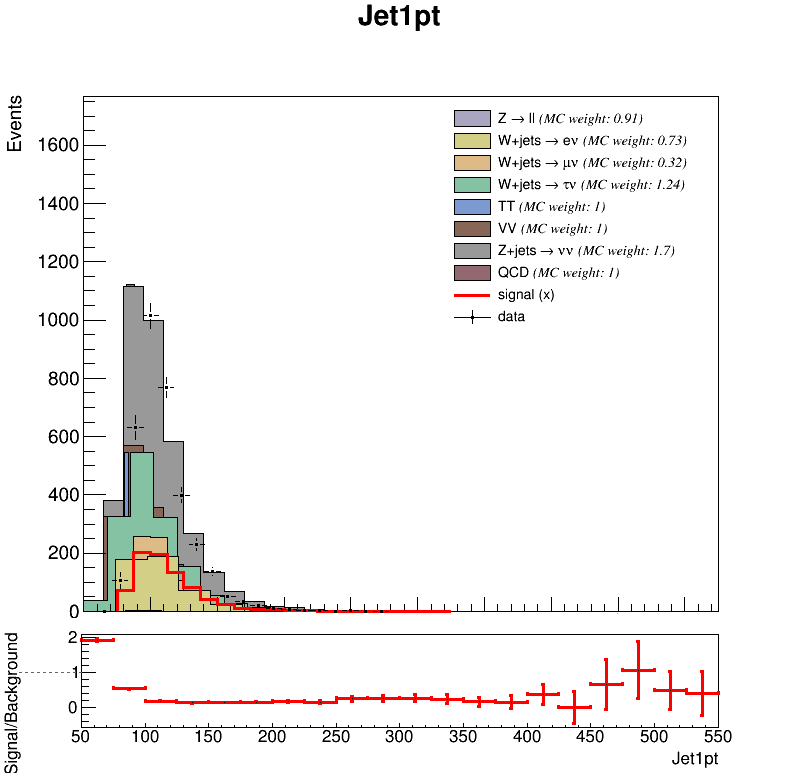 Jet1pt
Events
1600
1400
1200
1000
800
600
400
200
0
Z → ll (MC weight: 0.91)
W+jets → eν (MC weight: 0.73)
W+jets → μν (MC weight: 0.32)
W+jets → τν (MC weight: 1.24)
TT (MC weight: 1)
VV (MC weight: 1)
Z+jets → νν (MC weight: 1.7)
QCD (MC weight: 1)
signal (x)
data
Signal/Background
2
1
0
50 100 150 200 250 300 350 400 450 500 550
Jet1pt